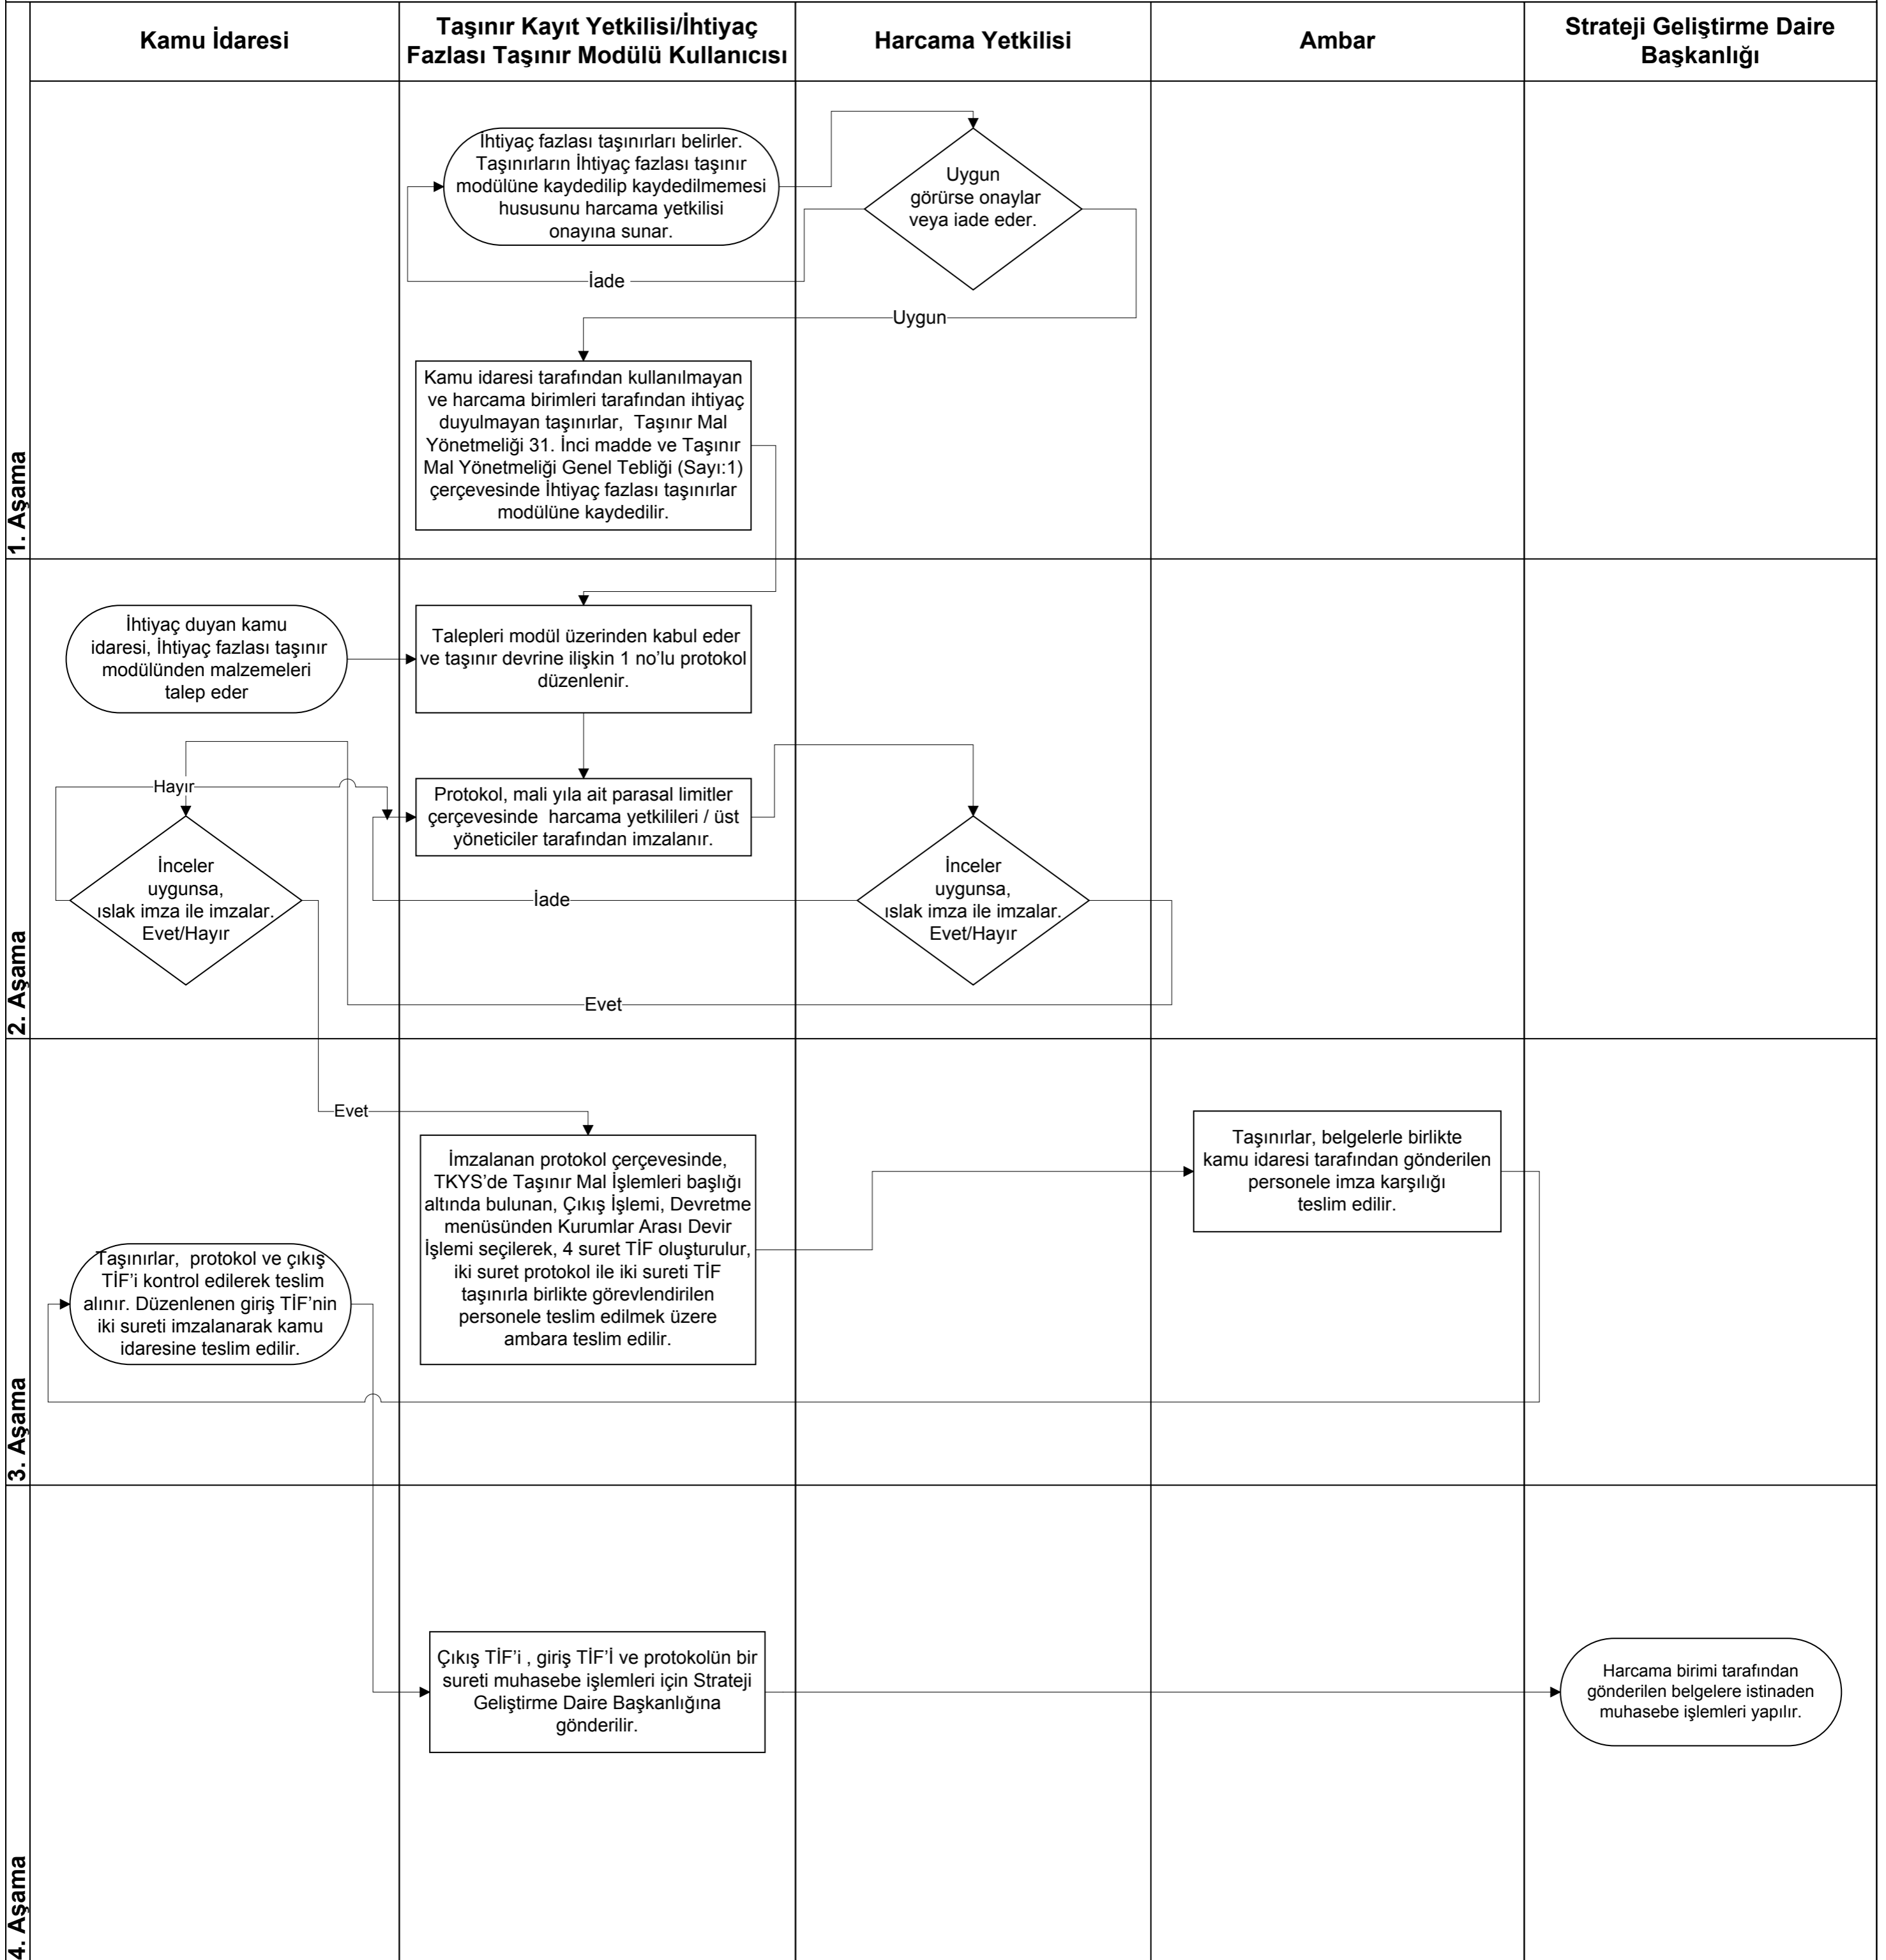 Kamu İdaresi
Taşınır Kayıt Yetkilisi/İhtiyaç
Fazlası Taşınır Modülü Kullanıcısı
Harcama Yetkilisi
Ambar
Strateji Geliştirme Daire
Başkanlığı
1. Aşama
İhtiyaç fazlası taşınırları belirler.
Taşınırların İhtiyaç fazlası taşınır
modülüne kaydedilip kaydedilmemesi
hususunu harcama yetkilisi
onayına sunar.
Uygun
görürse onaylar
veya iade eder.
İade
Uygun
Kamu idaresi tarafından kullanılmayan
ve harcama birimleri tarafından ihtiyaç
duyulmayan taşınırlar, Taşınır Mal
Yönetmeliği 31. İnci madde ve Taşınır
Mal Yönetmeliği Genel Tebliği (Sayı:1)
çerçevesinde İhtiyaç fazlası taşınırlar
modülüne kaydedilir.
2. Aşama
İhtiyaç duyan kamu
idaresi, İhtiyaç fazlası taşınır
modülünden malzemeleri
talep eder
Talepleri modül üzerinden kabul eder
ve taşınır devrine ilişkin 1 no'lu protokol
düzenlenir.
Hayır
Protokol, mali yıla ait parasal limitler
çerçevesinde harcama yetkilileri / üst
yöneticiler tarafından imzalanır.
İnceler
uygunsa,
ıslak imza ile imzalar.
Evet/Hayır
İade
İnceler
uygunsa,
ıslak imza ile imzalar.
Evet/Hayır
Evet
3. Aşama
Evet
İmzalanan protokol çerçevesinde,
TKYS'de Taşınır Mal İşlemleri başlığı
altında bulunan, Çıkış İşlemi, Devretme
menüsünden Kurumlar Arası Devir
İşlemi seçilerek, 4 suret TİF oluşturulur,
iki suret protokol ile iki sureti TİF
taşınırla birlikte görevlendirilen
personele teslim edilmek üzere
ambara teslim edilir.
Taşınırlar, belgelerle birlikte
kamu idaresi tarafından gönderilen
personele imza karşılığı
teslim edilir.
Taşınırlar, protokol ve çıkış
TİF'i kontrol edilerek teslim
alınır. Düzenlenen giriş TİF'nin
iki sureti imzalanarak kamu
idaresine teslim edilir.
4. Aşama
Çıkış TİF'i , giriş TİF'İ ve protokolün bir
sureti muhasebe işlemleri için Strateji
Geliştirme Daire Başkanlığına
gönderilir.
Harcama birimi tarafından
gönderilen belgelere istinaden
muhasebe işlemleri yapılır.